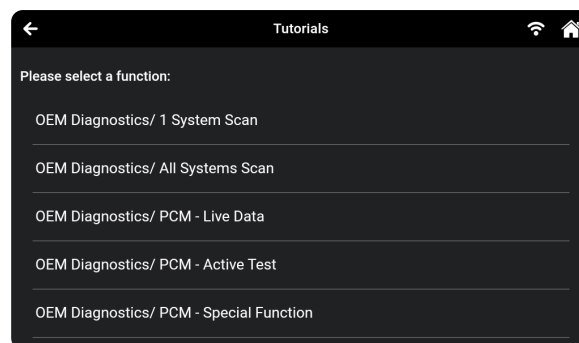 Tutorials
Please select a function:
OEM Diagnostics/ 1 System Scan
OEM Diagnostics/ All Systems Scan
OEM Diagnostics/ PCM - Live Data
OEM Diagnostics/ PCM - Active Test
OEM Diagnostics/ PCM - Special Function